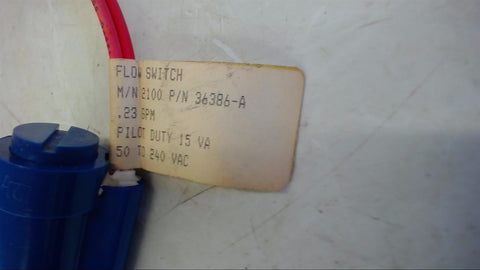 FLOW SWITCH
M/N 2100 P/N 36386-A
.23 GPM
PILOT DUTY 15 VA
50 TO 240 VAC